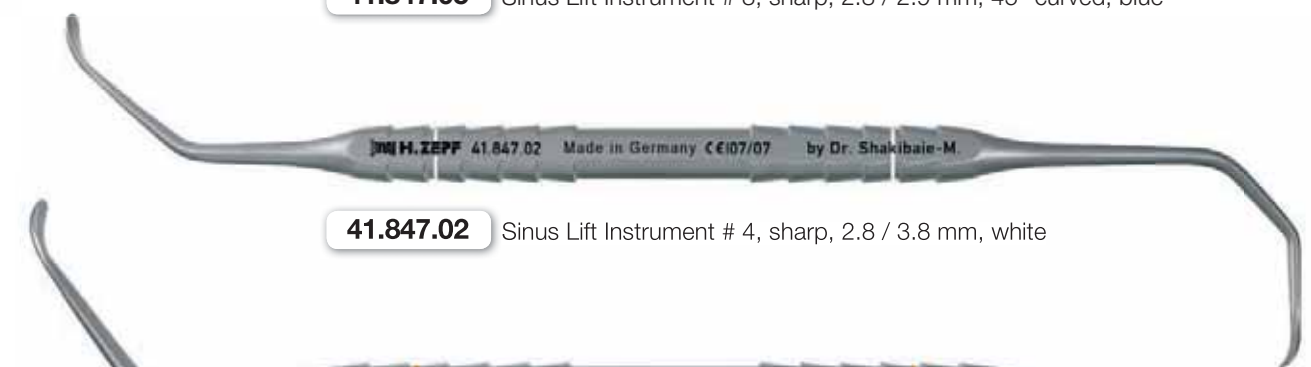 Sinus Lift Instrument # 3, sharp, 2.8 / 2.9 mm, 45° curved, blue
H.ZEPF 41.847.02 Made in Germany C€/07/07 by Dr. Shakibaie-M.
41.847.02 Sinus Lift Instrument # 4, sharp, 2.8 / 3.8 mm, white